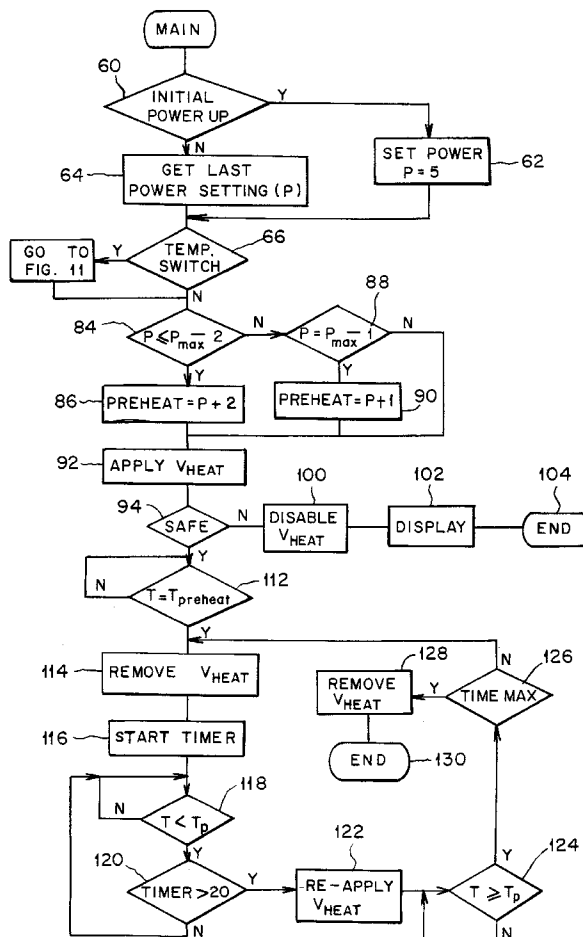 MAIN
60
INITIAL
POWER UP
Y
N
64
GET LAST
POWER SETTING (P)
SET POWER
P = 5
62
66
TEMP.
SWITCH
Y
GO TO
FIG. 11
N
84
P ≤ Pmax – 2
N
88
P = Pmax – 1
N
Y
Y
86
PREHEAT = P + 2
PREHEAT = P + 1
90
92
APPLY VHEAT
94
SAFE
N
100
DISABLE
VHEAT
102
DISPLAY
104
END
Y
N
T = Tpreheat
112
Y
114
REMOVE VHEAT
128
REMOVE
VHEAT
Y
N
126
TIME MAX
116
START TIMER
END
130
N
118
T < Tp
Y
120
TIMER > 20
Y
122
RE-APPLY
VHEAT
Y
124
T ≥ Tp
N
N